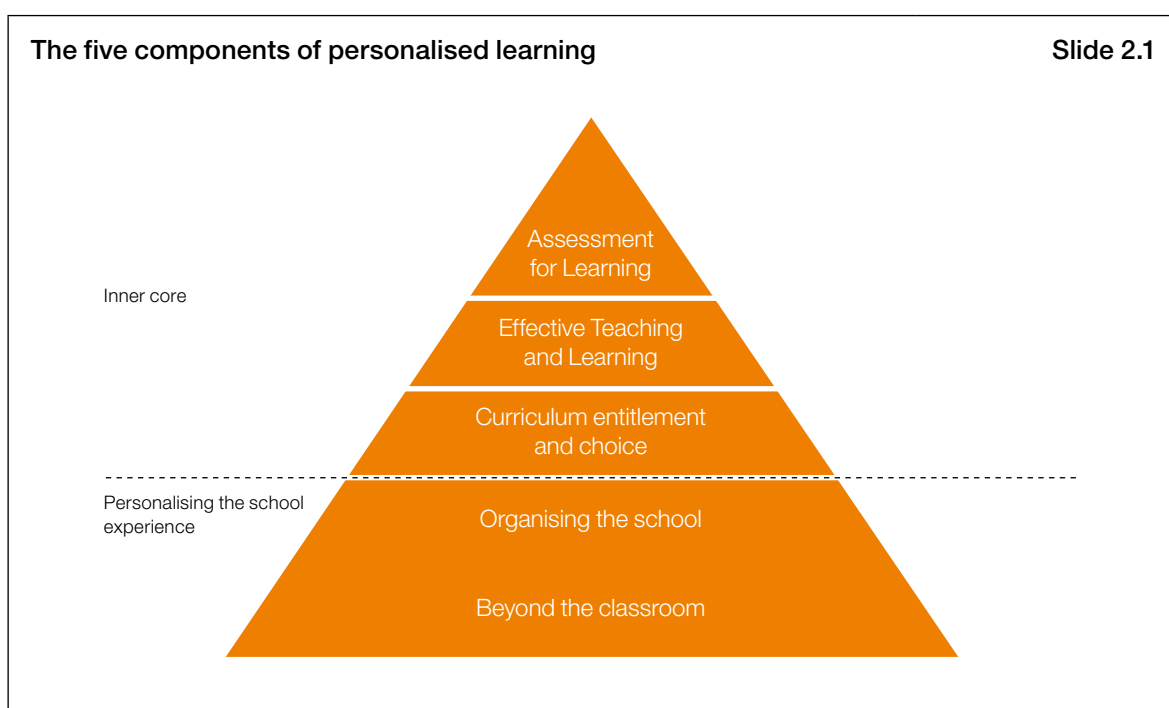 The five components of personalised learning
Slide 2.1
Assessment
for Learning
Inner core
Effective Teaching
and Learning
Curriculum entitlement
and choice
Personalising the school
experience
Organising the school
Beyond the classroom